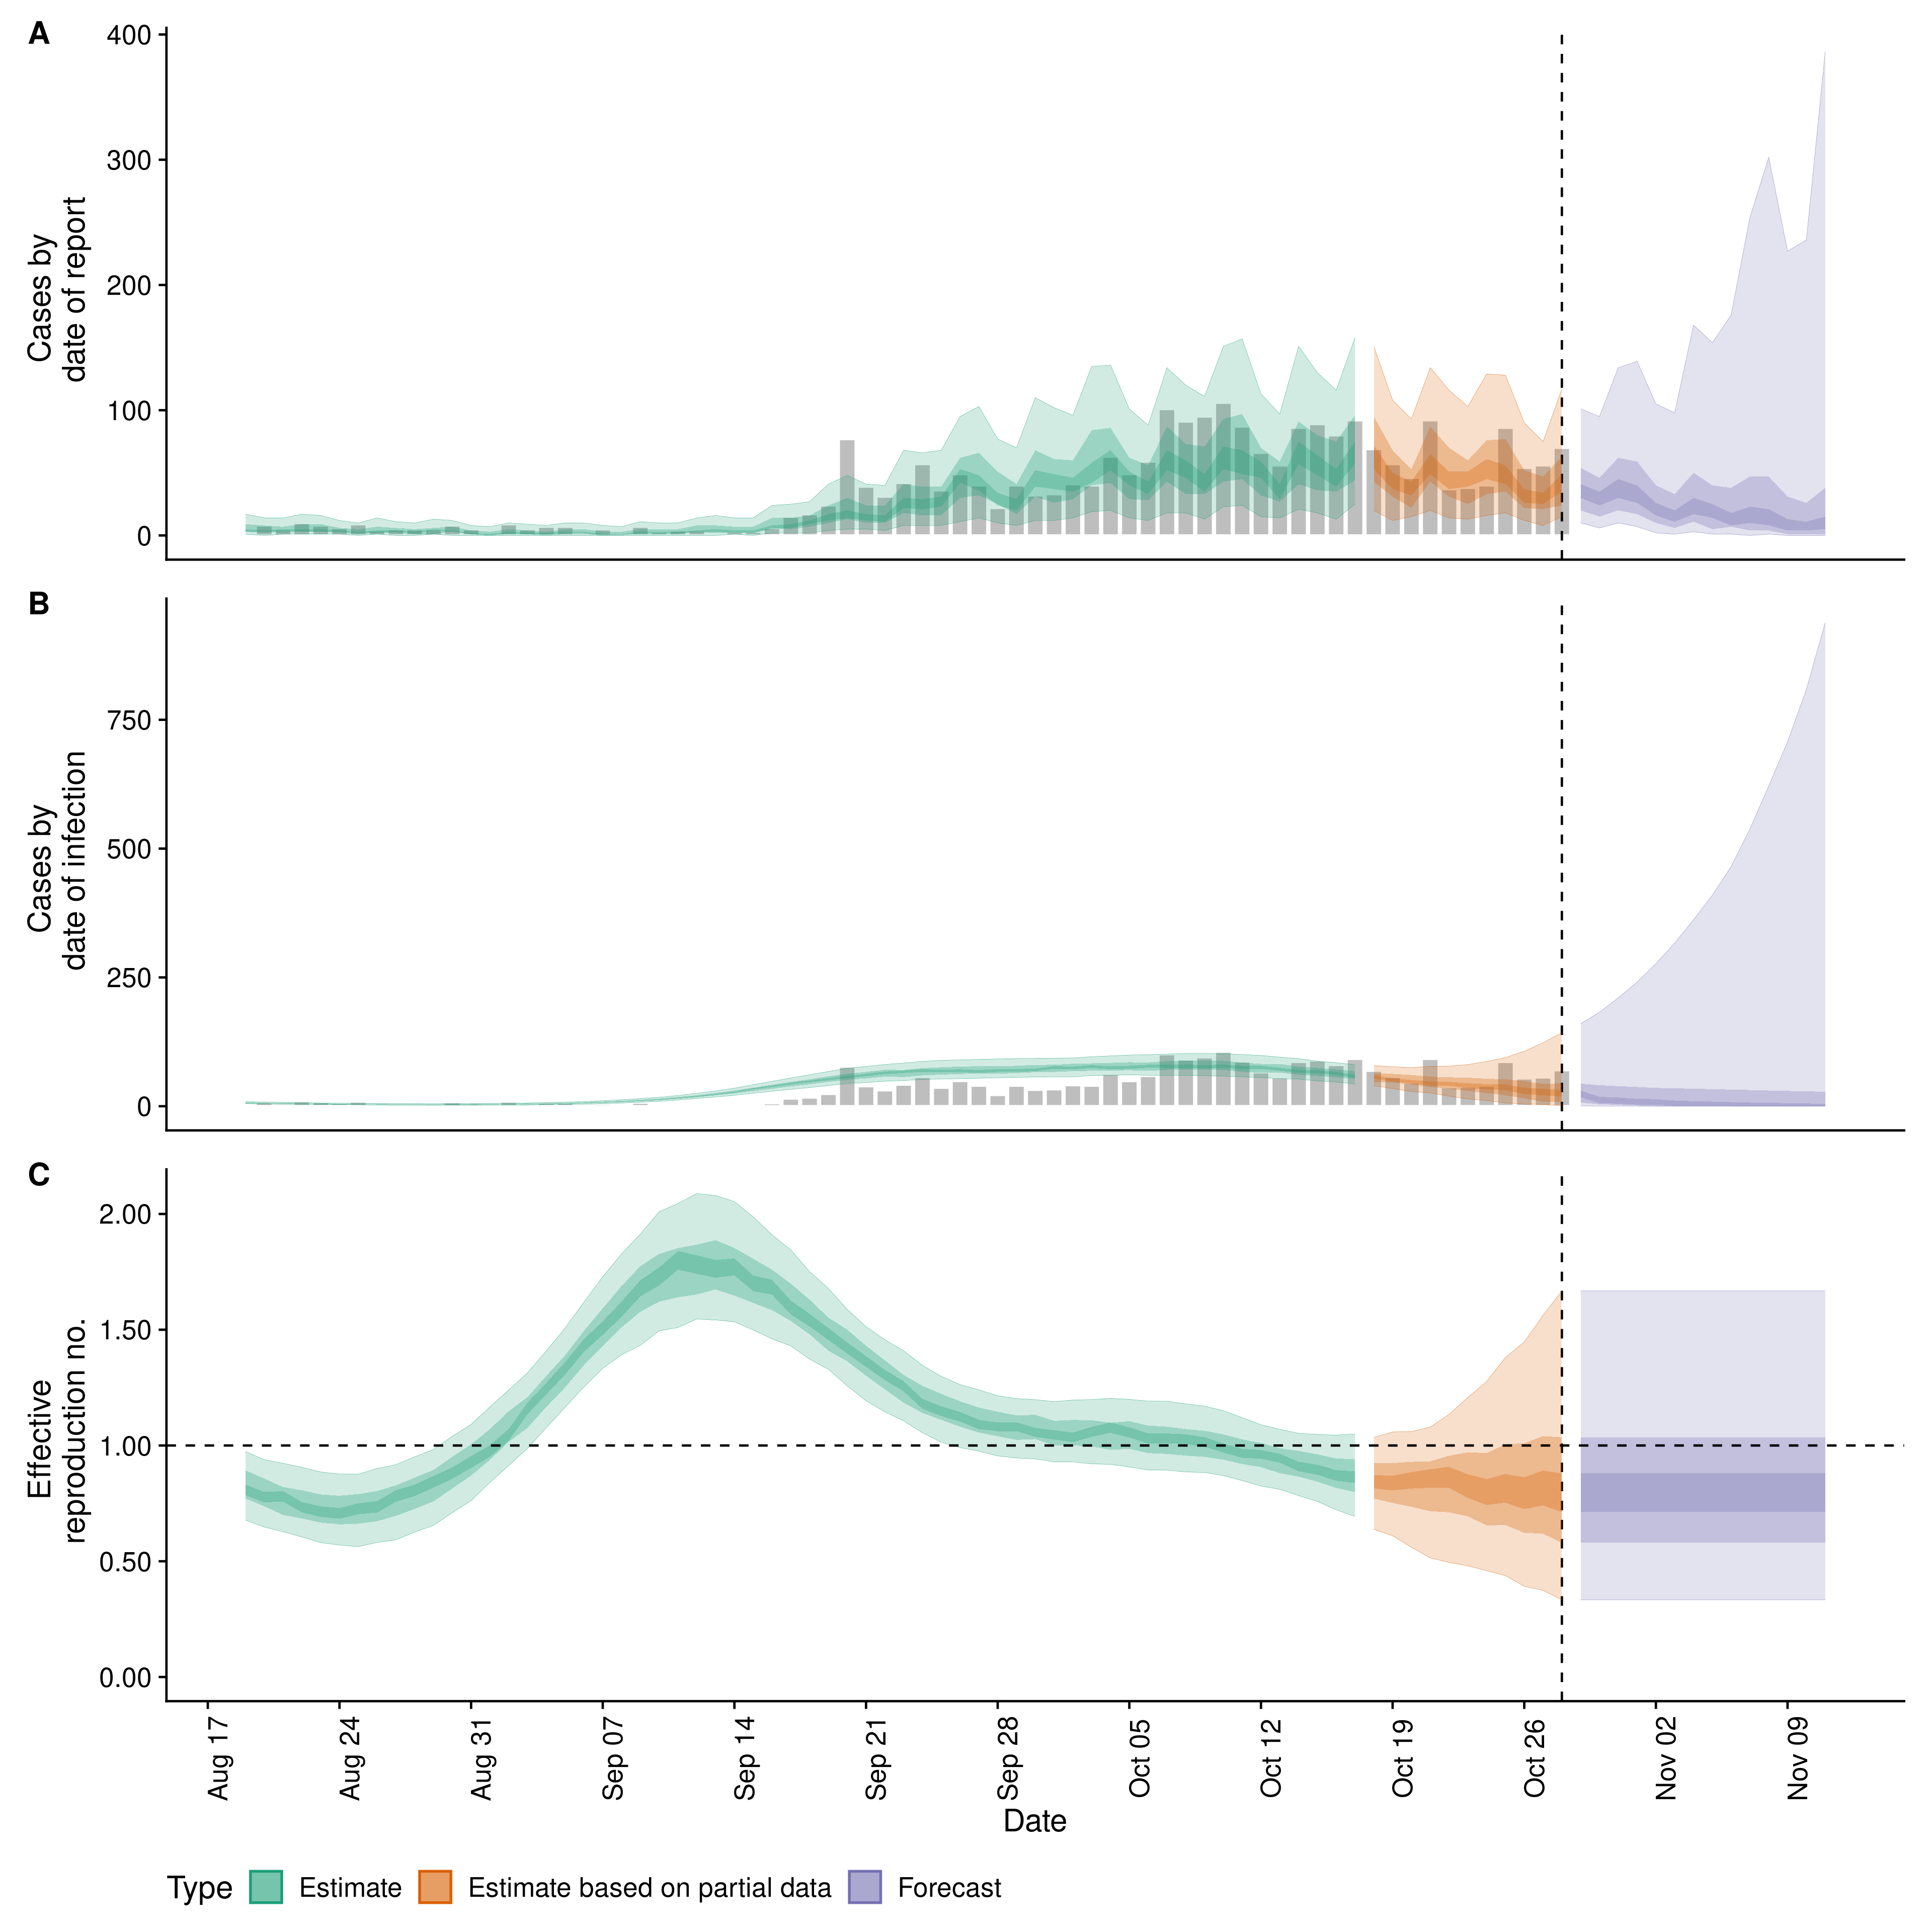 A
400
300
200
100
0
Cases by
date of report
B
750
500
250
0
Cases by
date of infection
C
2.00
1.50
1.00
0.50
0.00
Effective
reproduction no.
Aug 17
Aug 24
Aug 31
Sep 07
Sep 14
Sep 21
Sep 28
Oct 05
Oct 12
Oct 19
Oct 26
Nov 02
Nov 09
Date
Type
Estimate
Estimate based on partial data
Forecast